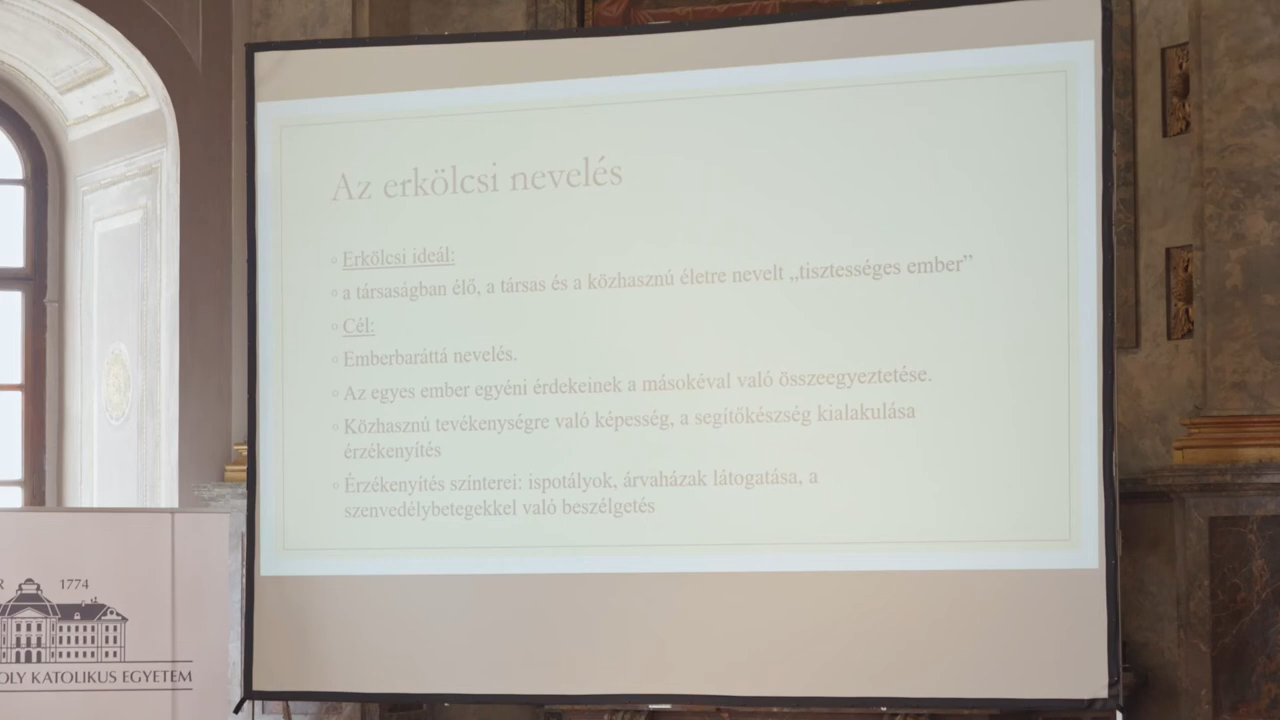 Az erkölcsi nevelés
Erkölcsi ideál:
a társaságban élő, a társas és a közhasznú életre nevelt „tisztességes ember”
Cél:
Emberbaráttá nevelés.
Az egyes ember egyéni érdekeinek a másokéval való összeegyeztetése.
Közhasznú tevékenységre való képesség, a segítőkészség kialakulása
érzékenyítés
Érzékenyítés színterei: ispotályok, árvaházak látogatása, a
szenvedélybetegekkel való beszélgetés
R 1774
OLY KATOLIKUS EGYETEM